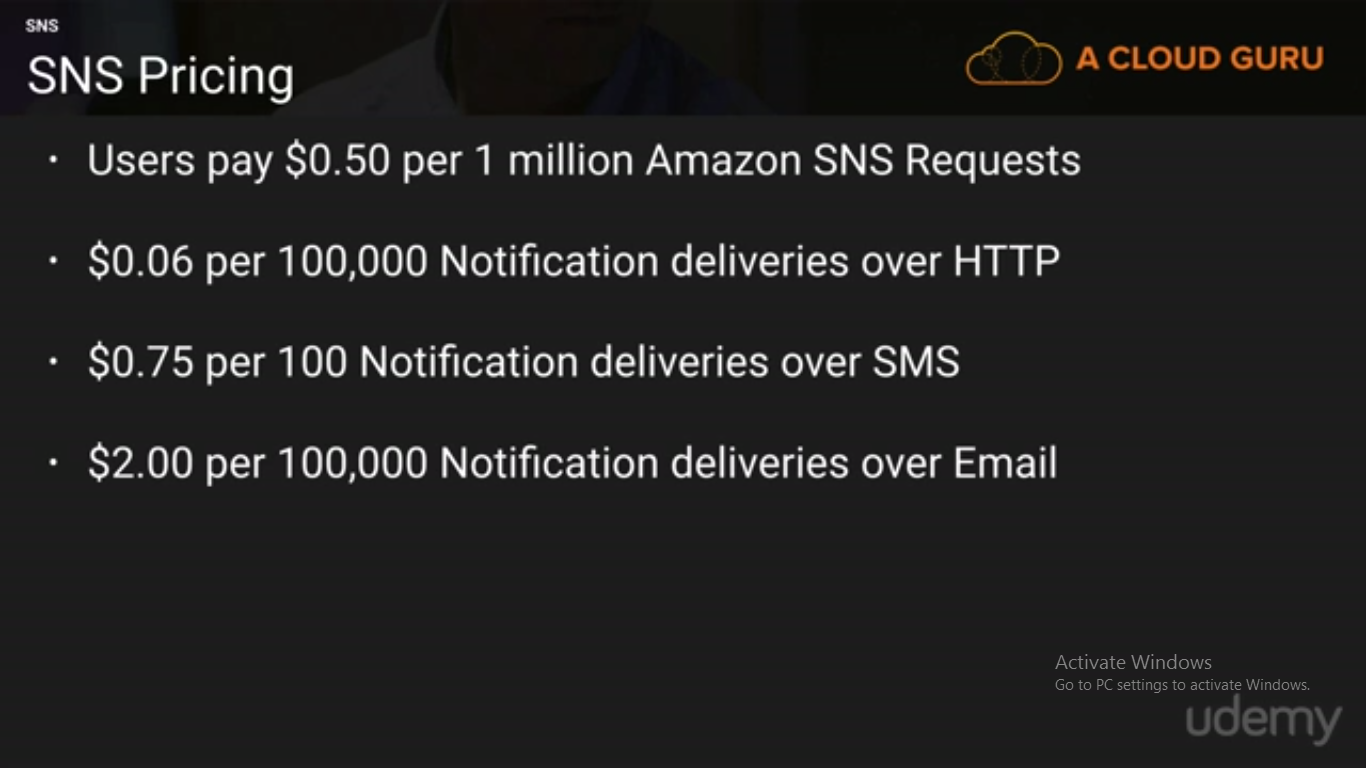 SNS
SNS Pricing
A CLOUD GURU
· Users pay $0.50 per 1 million Amazon SNS Requests
· $0.06 per 100,000 Notification deliveries over HTTP
· $0.75 per 100 Notification deliveries over SMS
· $2.00 per 100,000 Notification deliveries over Email
Activate Windows
Go to PC settings to activate Windows.
udemy